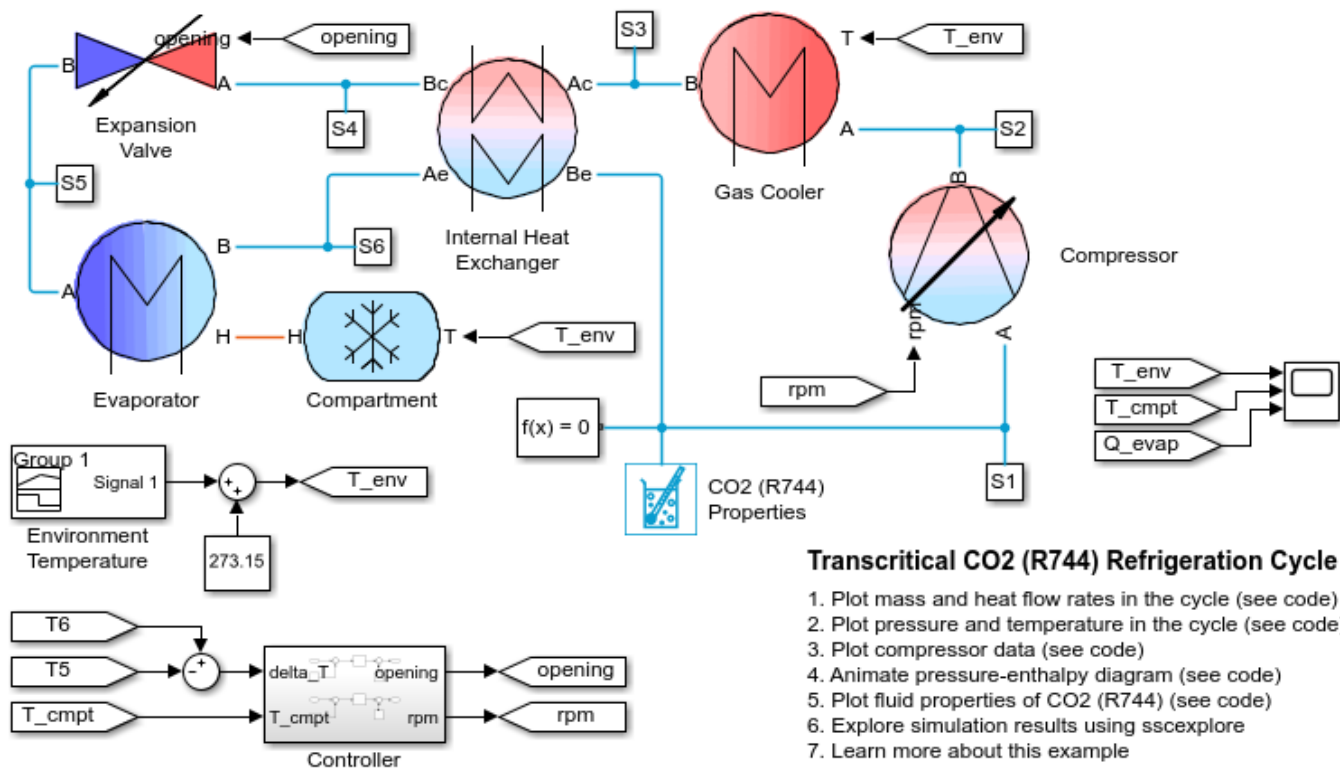 opening
opening
B
A
Expansion
Valve
S4
S5
Bc
Ac
Ae
Be
Internal Heat
Exchanger
S3
B
T
T_env
A
Gas Cooler
S2
B
Compressor
rpm
A
rpm
A
B
H
Evaporator
S6
H
T
T_env
Compartment
f(x) = 0
CO2 (R744)
Properties
S1
T_env
T_cmpt
Q_evap
Group 1
Signal 1
Environment
Temperature
+
+
273.15
T_env
T6
T5
T_cmpt
+
-
delta_T
opening
T_cmpt
rpm
Controller
opening
rpm
Transcritical CO2 (R744) Refrigeration Cycle
1. Plot mass and heat flow rates in the cycle (see code)
2. Plot pressure and temperature in the cycle (see code
3. Plot compressor data (see code)
4. Animate pressure-enthalpy diagram (see code)
5. Plot fluid properties of CO2 (R744) (see code)
6. Explore simulation results using sscexplore
7. Learn more about this example